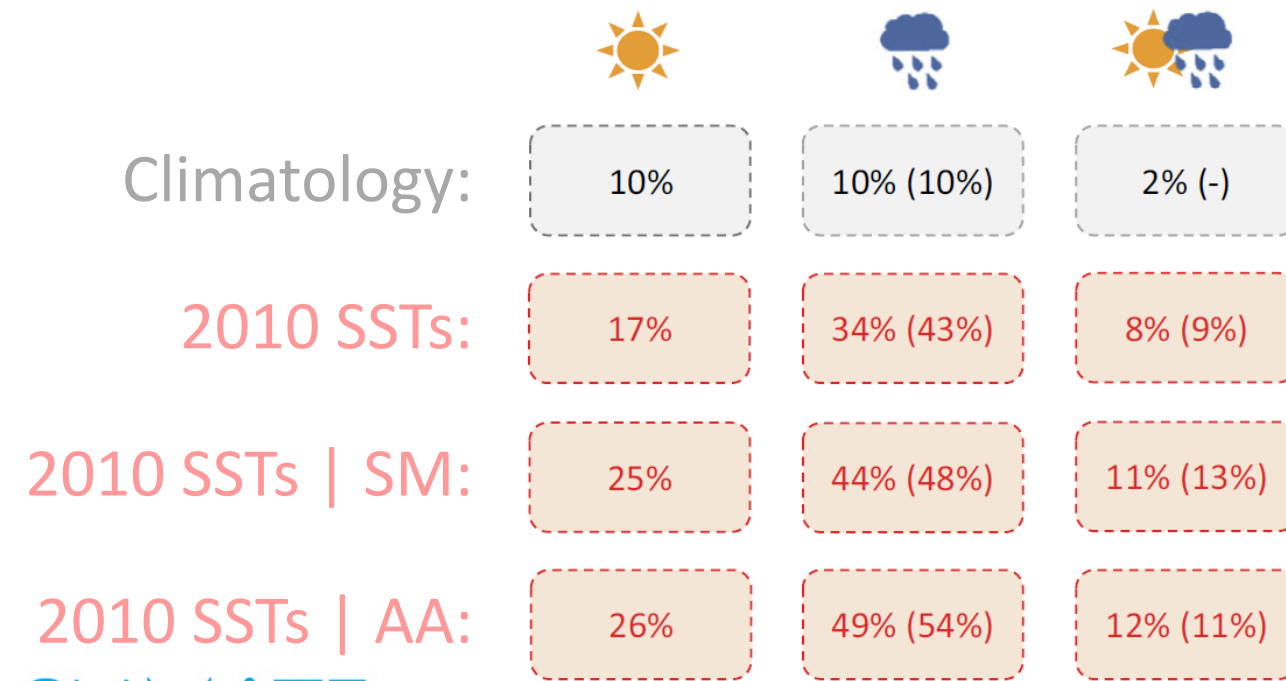 Climatology: 10% 10% (10%) 2% (-)
2010 SSTs: 17% 34% (43%) 8% (9%)
2010 SSTs | SM: 25% 44% (48%) 11% (13%)
2010 SSTs | AA: 26% 49% (54%) 12% (11%)